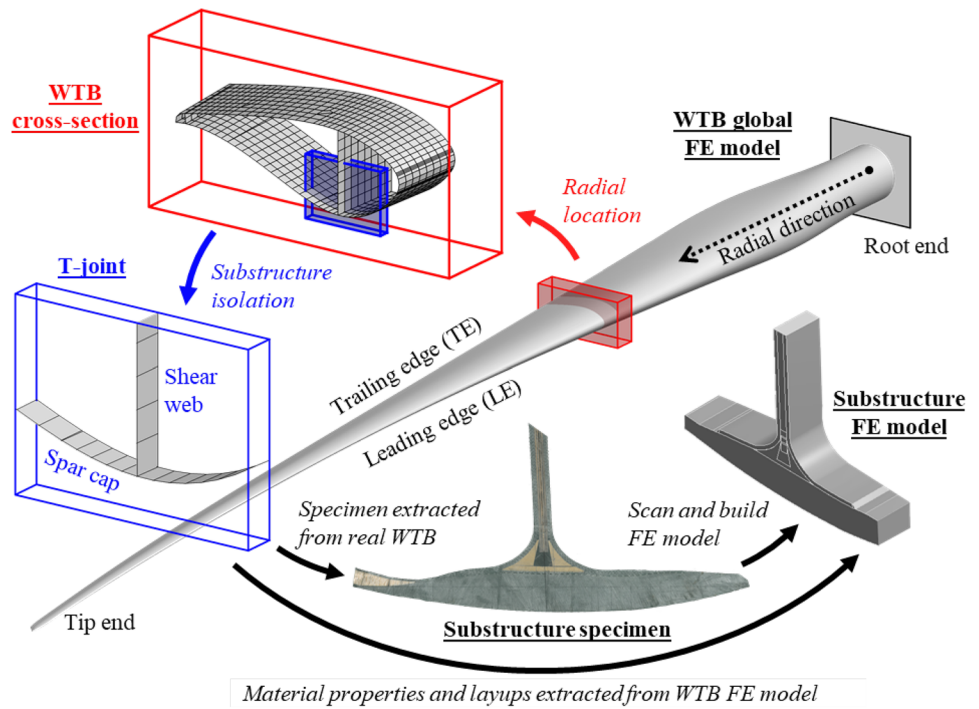 WTB
cross-section
WTB global
FE model
Radial
location
Radial direction
Root end
T-joint
Substructure
isolation
Shear
web
Spar cap
Trailing edge (TE)
Leading edge (LE)
Substructure
FE model
Specimen extracted
from real WTB
Scan and build
FE model
Tip end
Substructure specimen
Material properties and layups extracted from WTB FE model